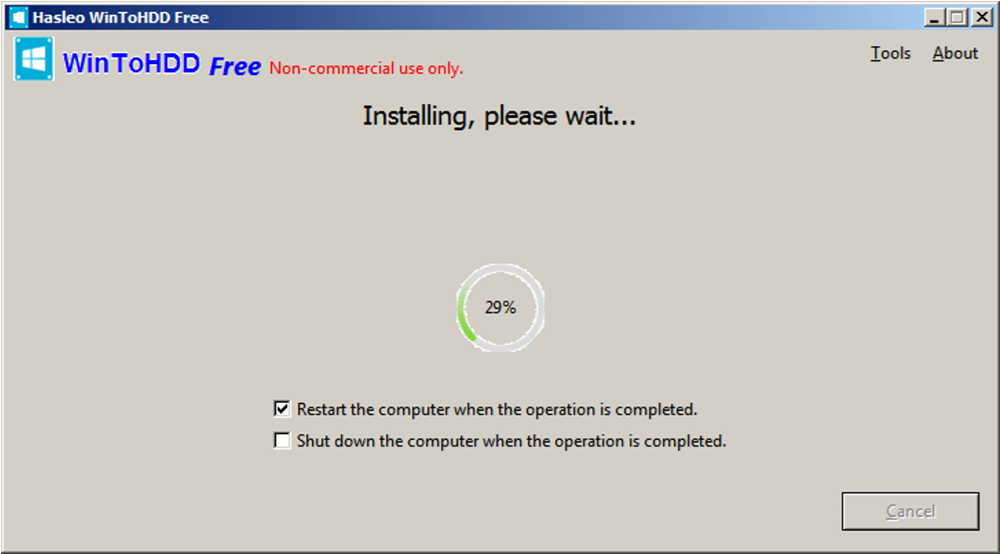 Hasleo WinToHDD Free
WinToHDD Free Non-commercial use only.
Tools About
Installing, please wait...
29%
Restart the computer when the operation is completed.
Shut down the computer when the operation is completed.
Cancel